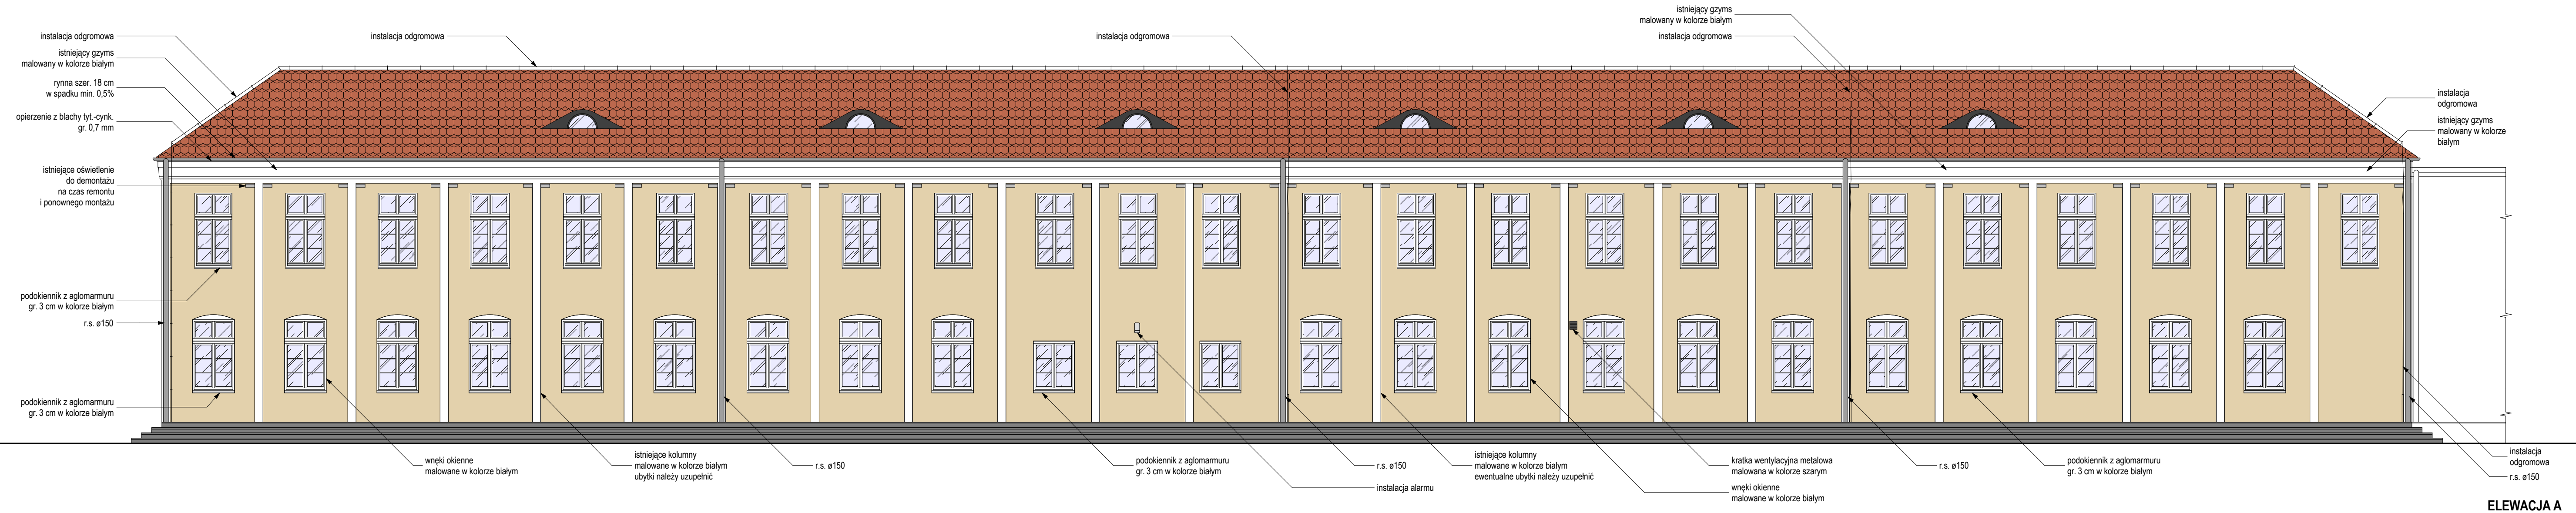 istniejący gzyms
malowany w kolorze białym
instalacja odgromowa
instalacja odgromowa
instalacja odgromowa
instalacja odgromowa
istniejący gzyms
malowany w kolorze białym
rynna szer. 18 cm
w spadku min. 0,5%
opierzenie z blachy tyt.-cynk.
gr. 0,7 mm
instalacja
odgromowa
istniejący gzyms
malowany w kolorze
białym
istniejące oświetlenie
do demontażu
na czas remontu
i ponownego montażu
podokiennik z aglomarmuru
gr. 3 cm w kolorze białym
r.s. ø150
podokiennik z aglomarmuru
gr. 3 cm w kolorze białym
wnęki okienne
malowane w kolorze białym
istniejące kolumny
malowane w kolorze białym
ubytki należy uzupełnić
r.s. ø150
podokiennik z aglomarmuru
gr. 3 cm w kolorze białym
r.s. ø150
instalacja alarmu
istniejące kolumny
malowane w kolorze białym
ewentualne ubytki należy uzupełnić
kratka wentylacyjna metalowa
malowana w kolorze szarym
wnęki okienne
malowane w kolorze białym
r.s. ø150
podokiennik z aglomarmuru
gr. 3 cm w kolorze białym
instalacja
odgromowa
r.s. ø150
ELEWACJA A